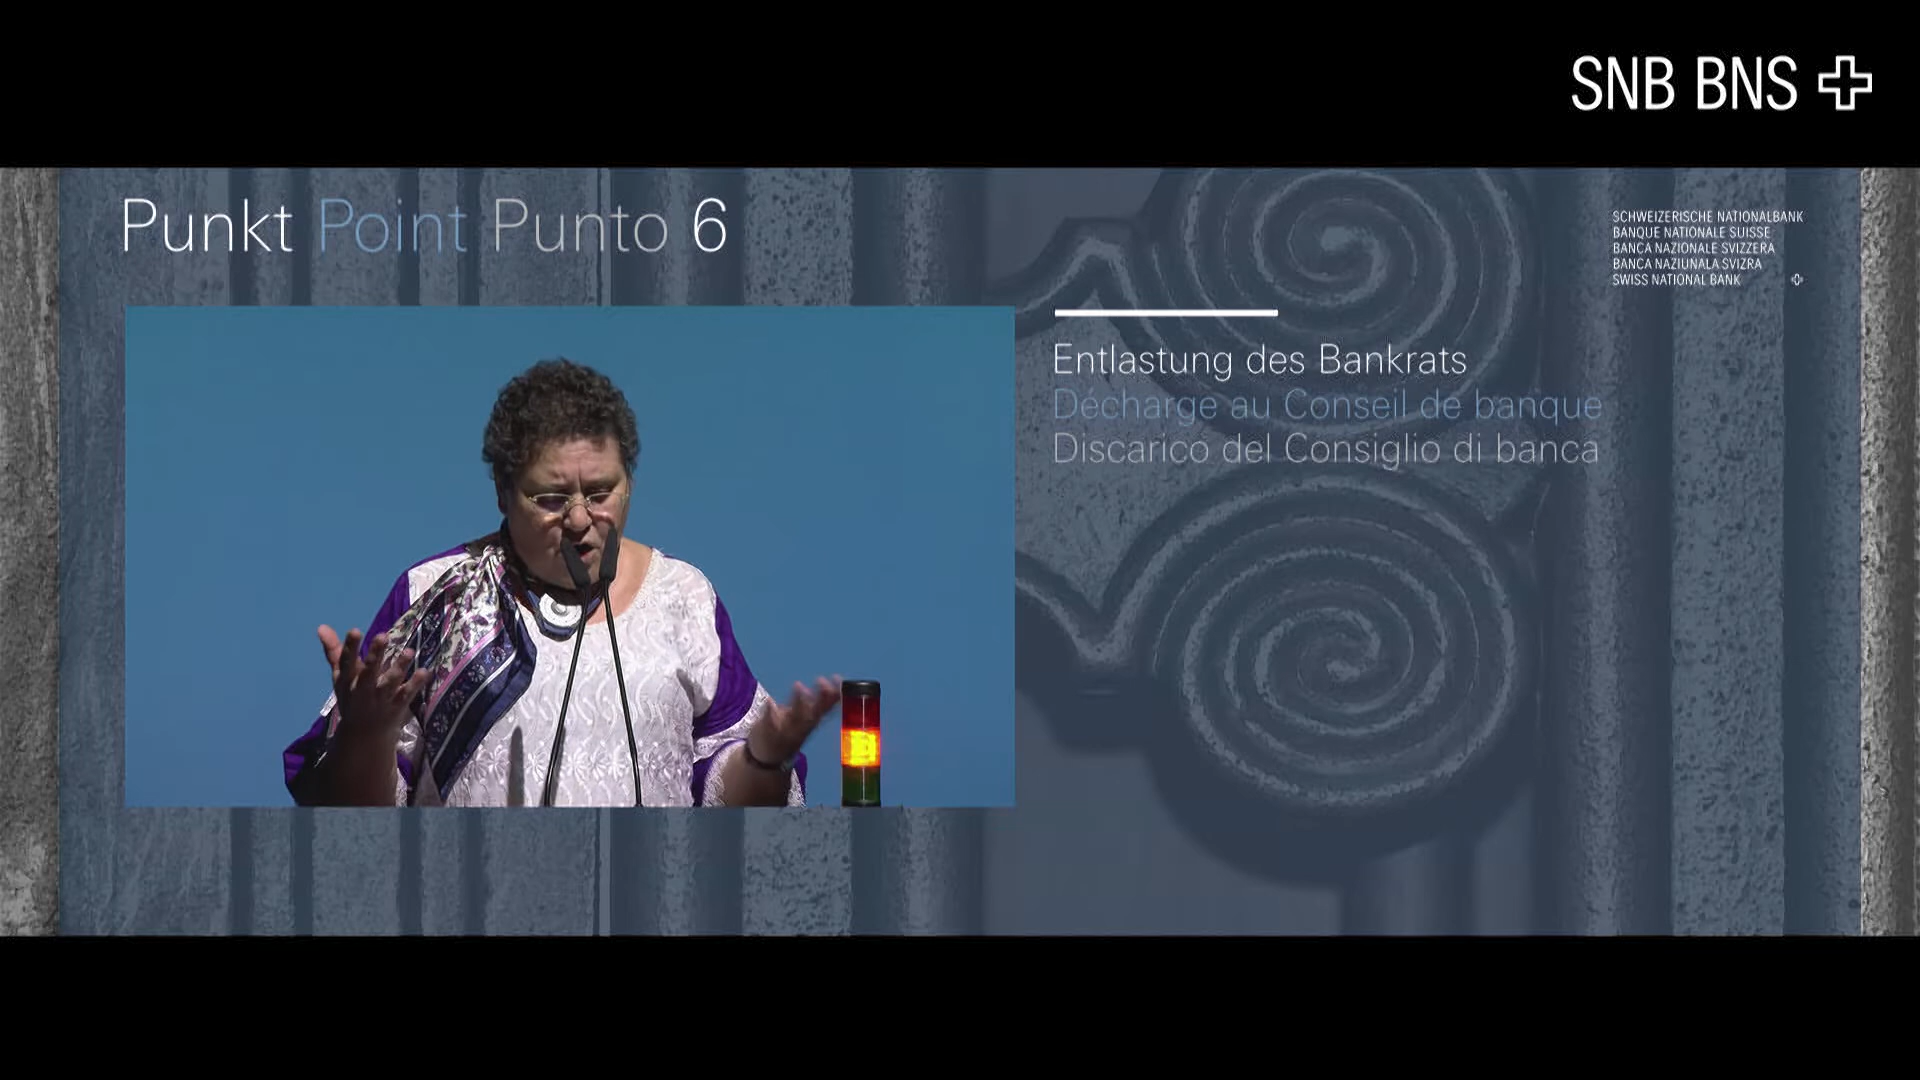 SNB BNS
Punkt Point Punto 6
SCHWEIZERISCHE NATIONALBANK
BANQUE NATIONALE SUISSE
BANCA NAZIONALE SVIZZERA
BANCA NAZIUNALA SVIZRA
SWISS NATIONAL BANK
Entlastung des Bankrats
Décharge au Conseil de banque
Discarico del Consiglio di banca